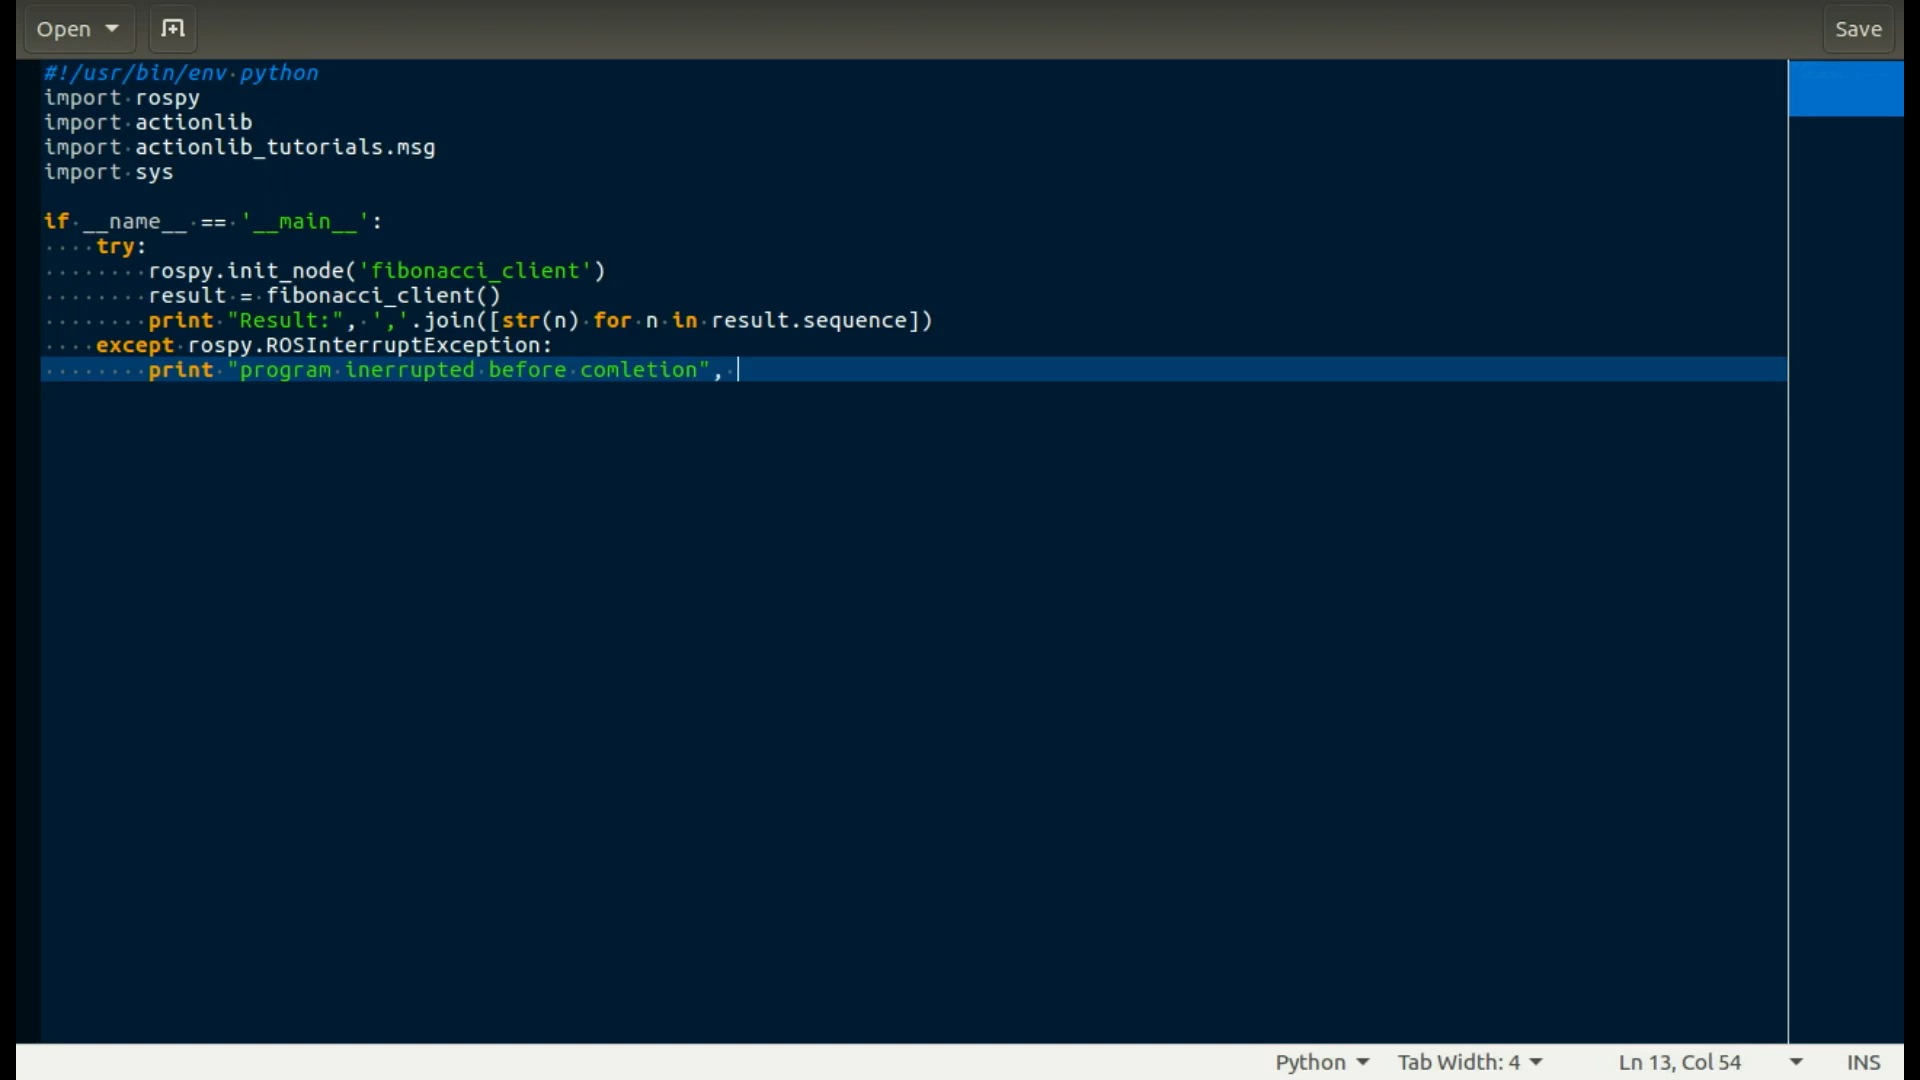 Open
Save
#!/usr/bin/env python
import rospy
import actionlib
import actionlib_tutorials.msg
import sys
if __name__ == '__main__':
    try:
        rospy.init_node('fibonacci_client')
        result = fibonacci_client()
        print "Result:", ','.join([str(n) for n in result.sequence])
    except rospy.ROSInterruptException:
        print "program inerrupted before comletion",
Python Tab Width: 4 Ln 13, Col 54 INS